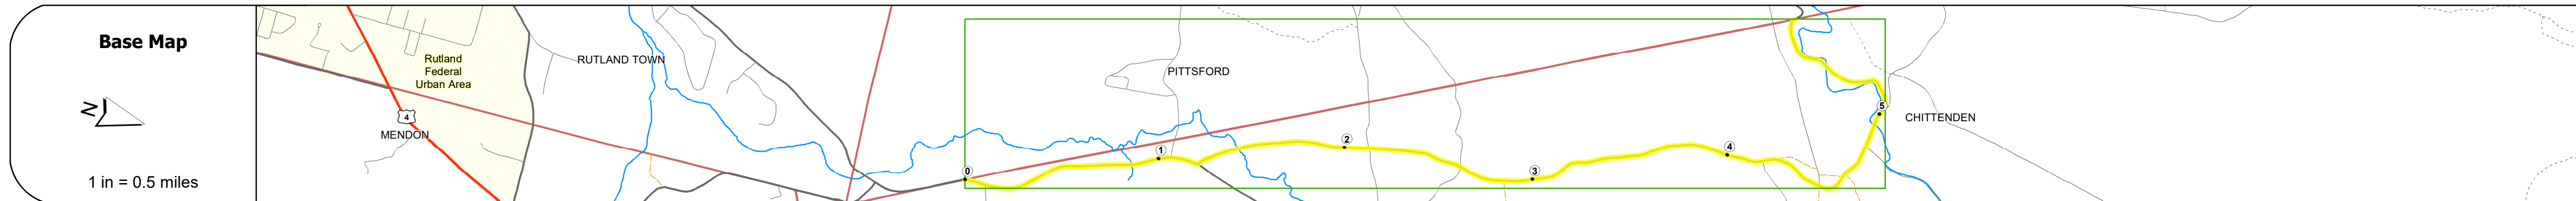 Base Map
N
1 in = 0.5 miles
Rutland
Federal
Urban Area
4
MENDON
RUTLAND TOWN
PITTSFORD
CHITTENDEN
0
1
2
3
4
5